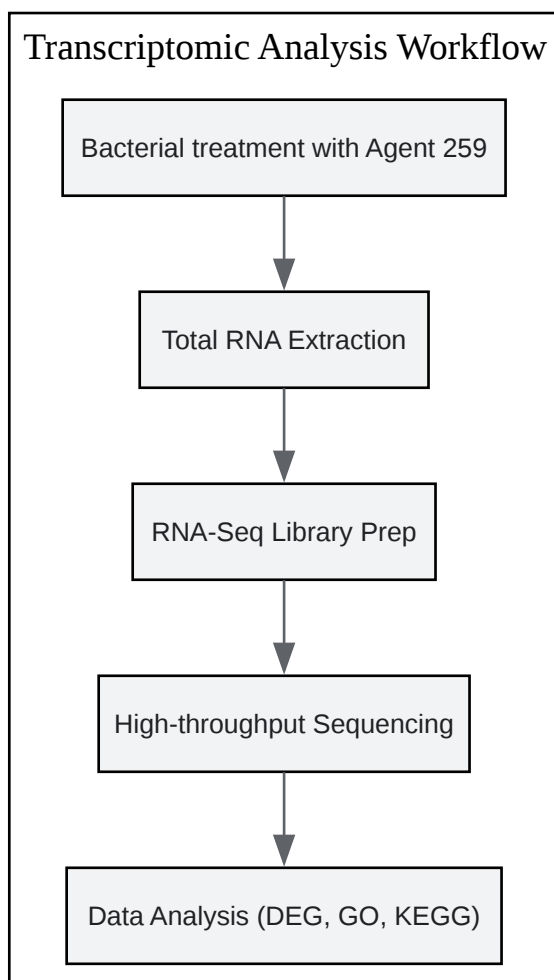 Transcriptomic Analysis Workflow
Bacterial treatment with Agent 259
Total RNA Extraction
RNA-Seq Library Prep
High-throughput Sequencing
Data Analysis (DEG, GO, KEGG)